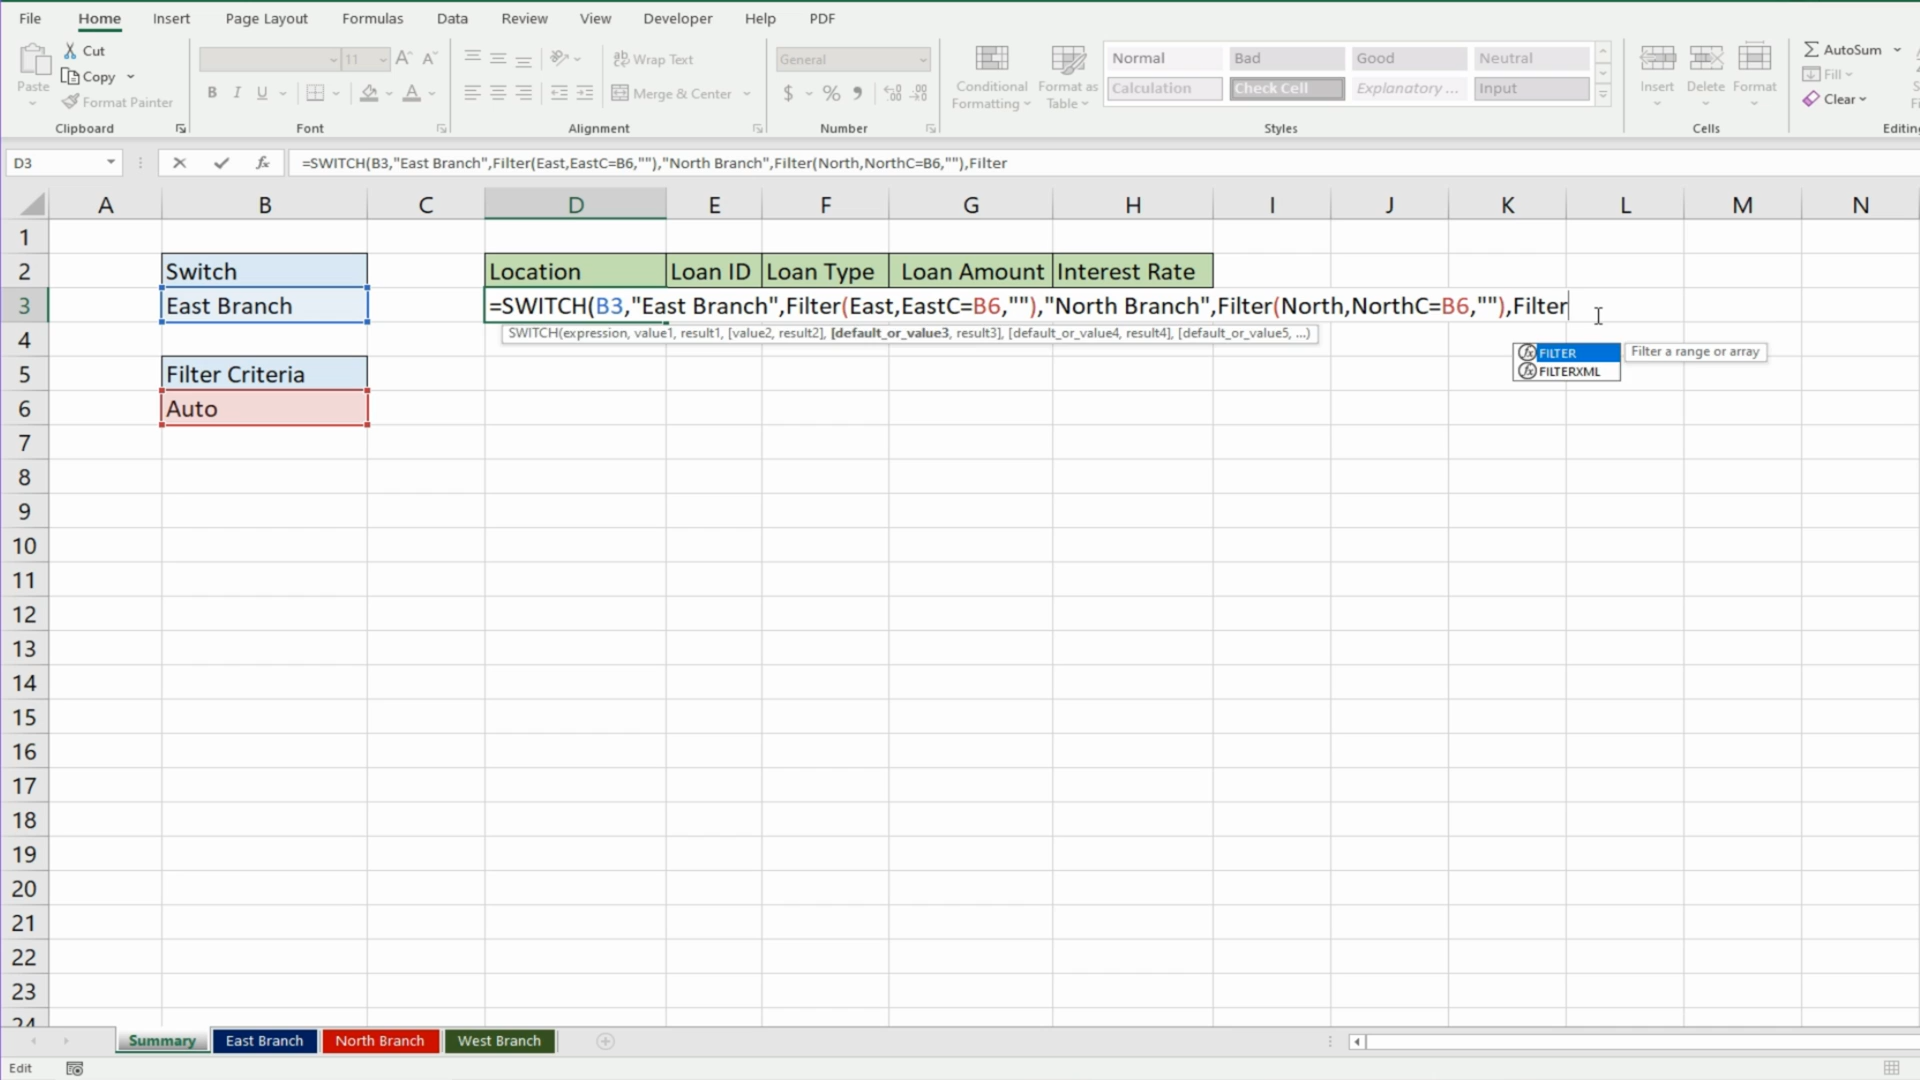 File Home Insert Page Layout Formulas Data Review View Developer Help PDF
Paste
Cut
Copy
Format Painter
Clipboard
11 A A
B I U A
Font
Wrap Text
Merge & Center
Alignment
General
$ % 9
Number
Conditional Formatting
Format as Table
Normal Bad Good Neutral
Calculation Check Cell Explanatory ... Input
Styles
Insert Delete Format
Cells
AutoSum
Fill
Clear
D3 fx =SWITCH(B3,"East Branch",Filter(East,EastC=B6,""),"North Branch",Filter(North,NorthC=B6,""),Filter
A B C D E F G H I J K L M N
1
2 Switch Location Loan ID Loan Type Loan Amount Interest Rate
3 East Branch =SWITCH(B3,"East Branch",Filter(East,EastC=B6,""),"North Branch",Filter(North,NorthC=B6,""),Filter
SWITCH(expression, value1, result1, [value2, result2], [default_or_value3, result3], [default_or_value4, result4], [default_or_value5, ...)
4
FILTER Filter a range or array
FILTERXML
5 Filter Criteria
6 Auto
7
8
9
10
11
12
13
14
15
16
17
18
19
20
21
22
23
24
Summary East Branch North Branch West Branch
Edit